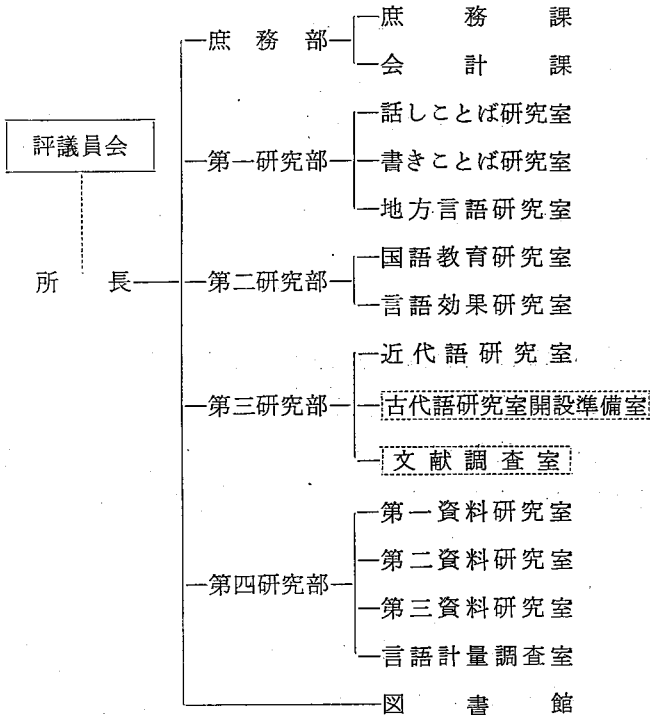 評議員会
所長
庶務部
庶務課
会計課
第一研究部
話しことば研究室
書きことば研究室
地方言語研究室
第二研究部
国語教育研究室
言語効果研究室
第三研究部
近代語研究室
古代語研究室開設準備室
文献調査室
第四研究部
第一資料研究室
第二資料研究室
第三資料研究室
言語計量調査室
図書館